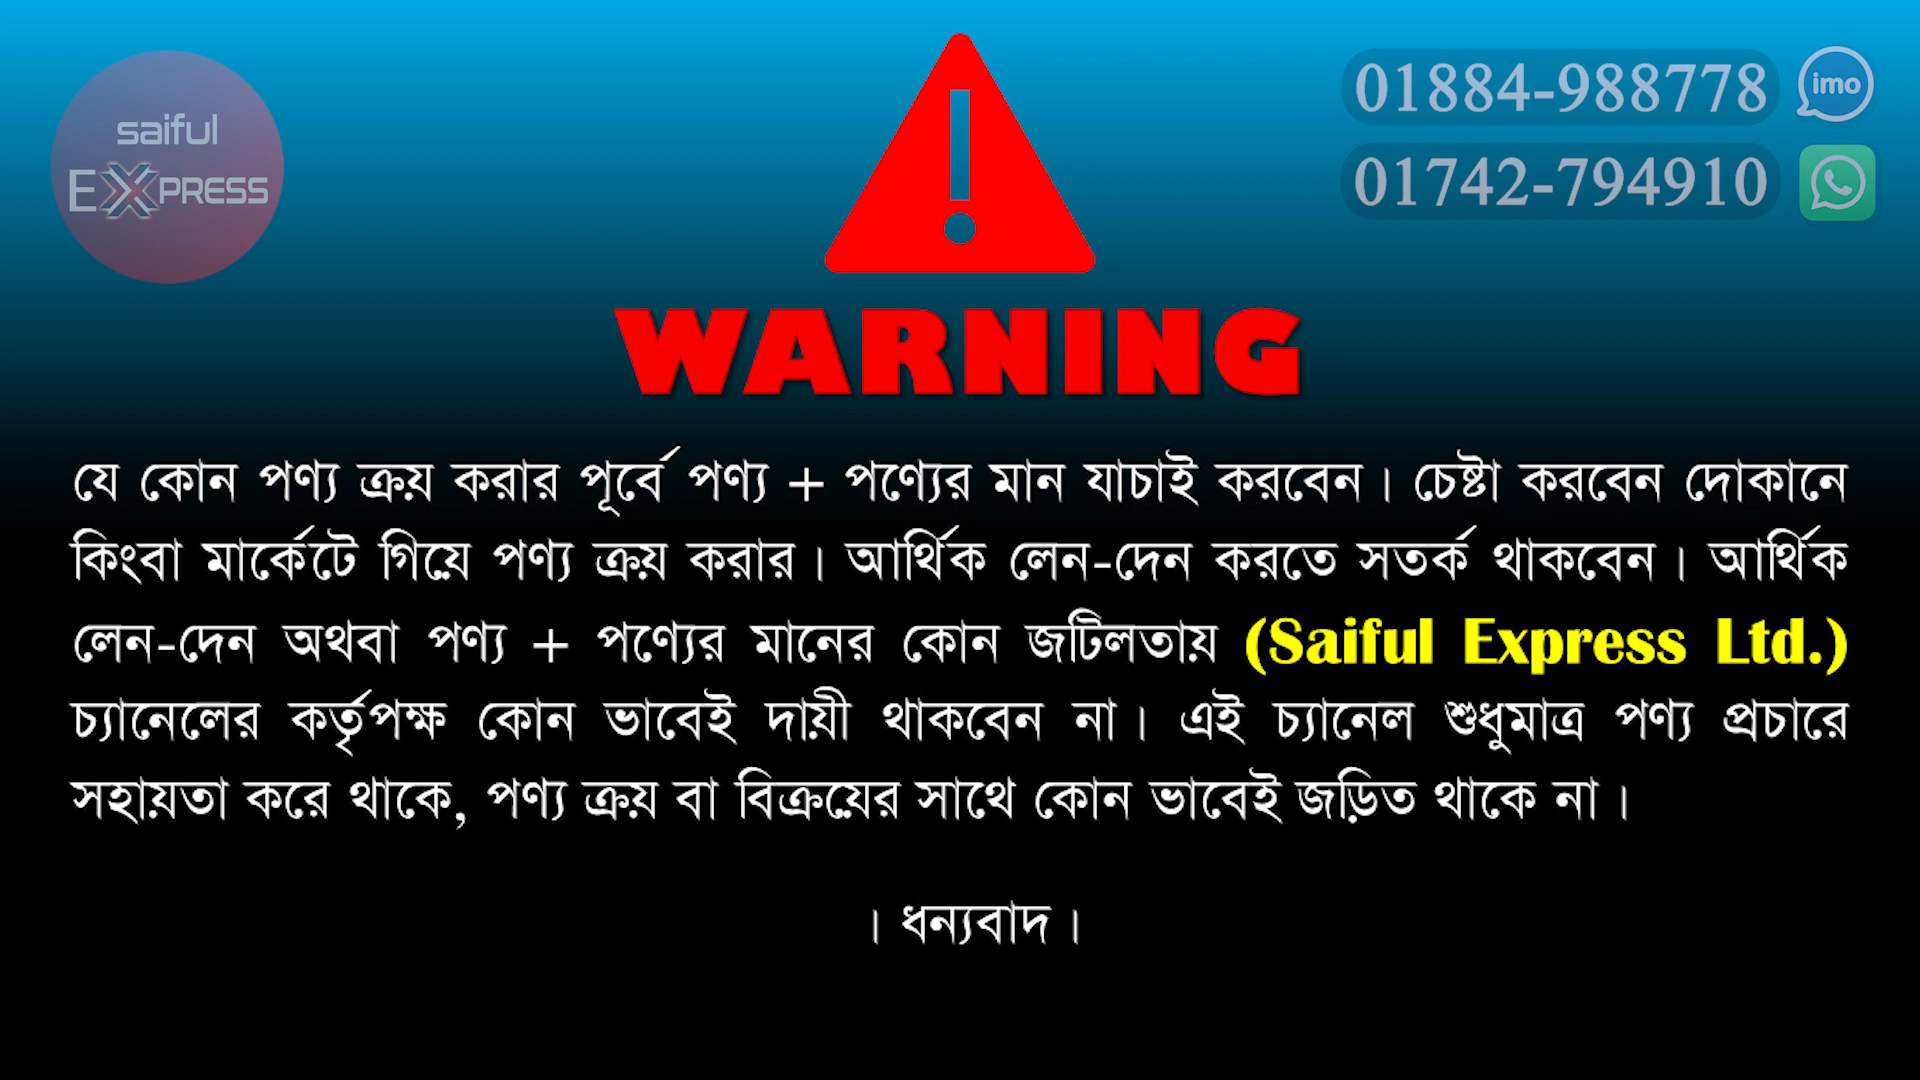 saiful
EXPRESS
01884-988778
imo
01742-794910
WARNING
যে কোন পণ্য ক্রয় করার পূর্বে পণ্য + পণ্যের মান যাচাই করবেন। চেষ্টা করবেন দোকানে
কিংবা মার্কেটে গিয়ে পণ্য ক্রয় করার। আর্থিক লেন-দেন করতে সতর্ক থাকবেন। আর্থিক
লেন-দেন অথবা পণ্য + পণ্যের মানের কোন জটিলতায় (Saiful Express Ltd.)
চ্যানেলের কর্তৃপক্ষ কোন ভাবেই দায়ী থাকবেন না। এই চ্যানেল শুধুমাত্র পণ্য প্রচারে
সহায়তা করে থাকে, পণ্য ক্রয় বা বিক্রয়ের সাথে কোন ভাবেই জড়িত থাকে না।
। ধন্যবাদ।